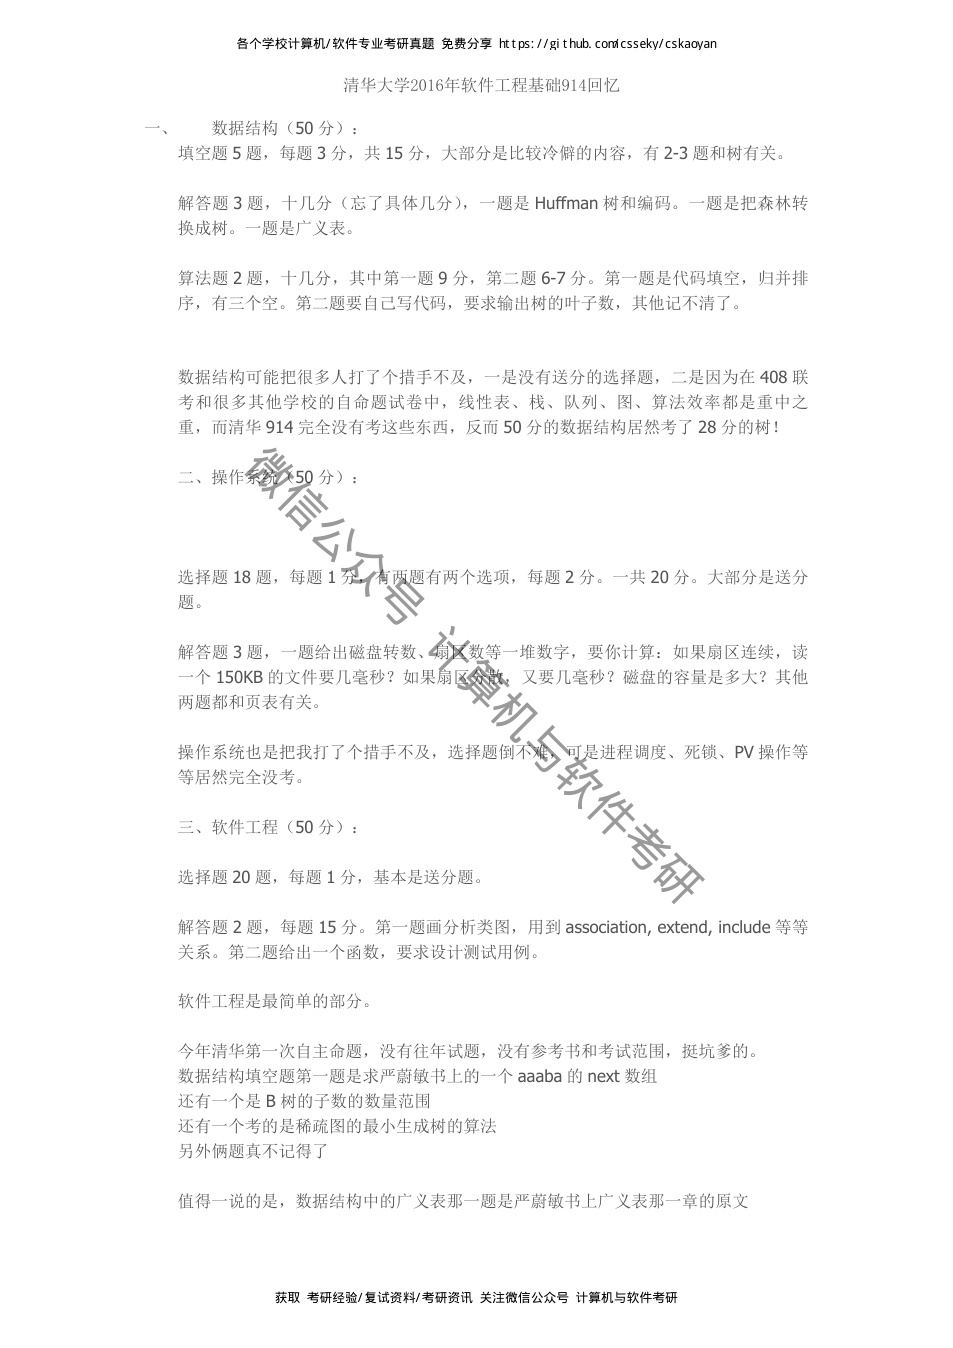 各个学校计算机/软件专业考研真题 免费分享 https://github.com/csseky/cskaoyan
清华大学2016年软件工程基础914回忆
一、 数据结构（50 分）：
填空题 5 题，每题 3 分，共 15 分，大部分是比较冷僻的内容，有 2-3 题和树有关。
解答题 3 题，十几分（忘了具体几分），一题是 Huffman 树和编码。一题是把森林转
换成树。一题是广义表。
算法题 2 题，十几分，其中第一题 9 分，第二题 6-7 分。第一题是代码填空，归并排
序，有三个空。第二题要自己写代码，要求输出树的叶子数，其他记不清了。
数据结构可能把很多人打了个措手不及，一是没有送分的选择题，二是因为在 408 联
考和很多其他学校的自命题试卷中，线性表、栈、队列、图、算法效率都是重中之
重，而清华 914 完全没有考这些东西，反而 50 分的数据结构居然考了 28 分的树！
二、操作系统（50 分）：
选择题 18 题，每题 1 分，有两题有两个选项，每题 2 分。一共 20 分。大部分是送分
题。
解答题 3 题，一题给出磁盘转数、扇区数等一堆数字，要你计算：如果扇区连续，读
一个 150KB 的文件要几毫秒？如果扇区分散，又要几毫秒？磁盘的容量是多大？其他
两题都和页表有关。
操作系统也是把我打了个措手不及，选择题倒不难，可是进程调度、死锁、PV 操作等
等居然完全没考。
三、软件工程（50 分）：
选择题 20 题，每题 1 分，基本是送分题。
解答题 2 题，每题 15 分。第一题画分析类图，用到 association, extend, include 等等
关系。第二题给出一个函数，要求设计测试用例。
软件工程是最简单的部分。
今年清华第一次自主命题，没有往年试题，没有参考书和考试范围，挺坑爹的。
数据结构填空题第一题是求严蔚敏书上的一个 aaaba 的 next 数组
还有一个是 B 树的子数的数量范围
还有一个考的是稀疏图的最小生成树的算法
另外俩题真不记得了
值得一说的是，数据结构中的广义表那一题是严蔚敏书上广义表那一章的原文
微信公众号 计算机与软件考研
获取 考研经验/复试资料/考研资讯 关注微信公众号 计算机与软件考研